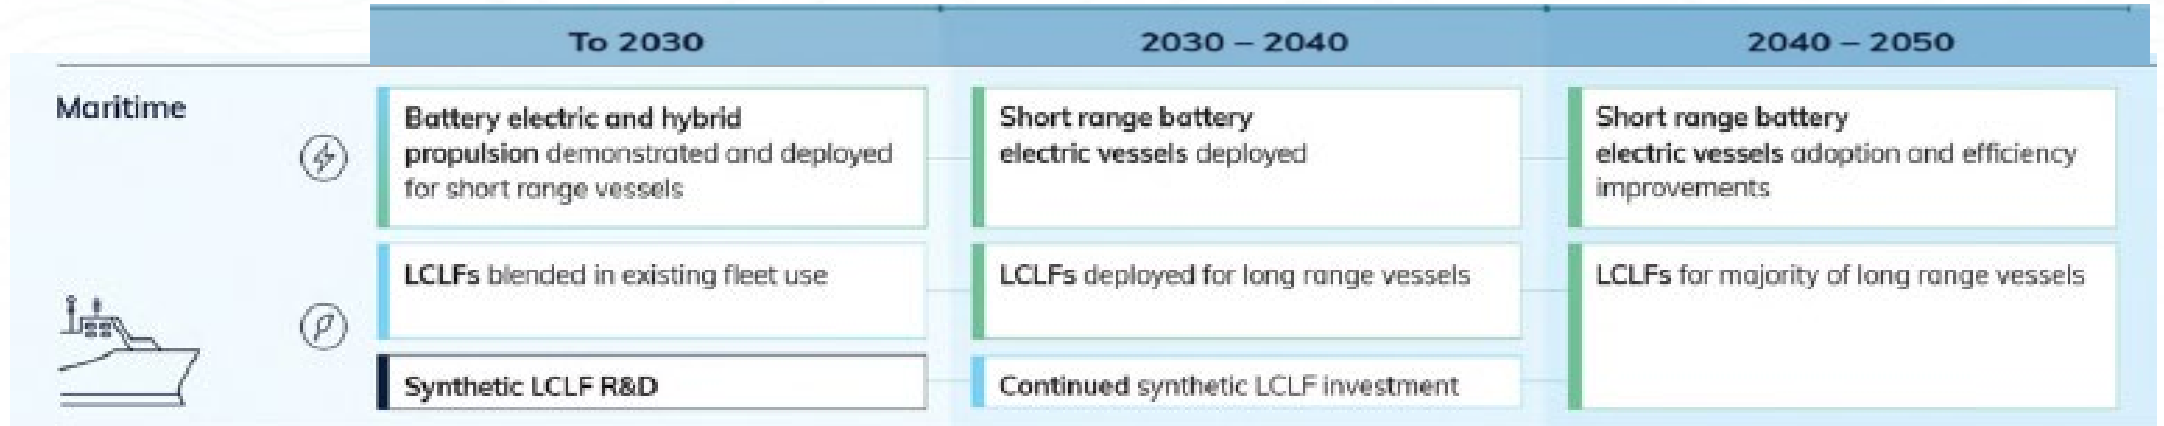 To 2030
2030 – 2040
2040 – 2050
Maritime
Battery electric and hybrid
propulsion demonstrated and deployed
for short range vessels
Short range battery
electric vessels deployed
Short range battery
electric vessels adoption and efficiency
improvements
LCLFs blended in existing fleet use
LCLFs deployed for long range vessels
LCLFs for majority of long range vessels
Synthetic LCLF R&D
Continued synthetic LCLF investment